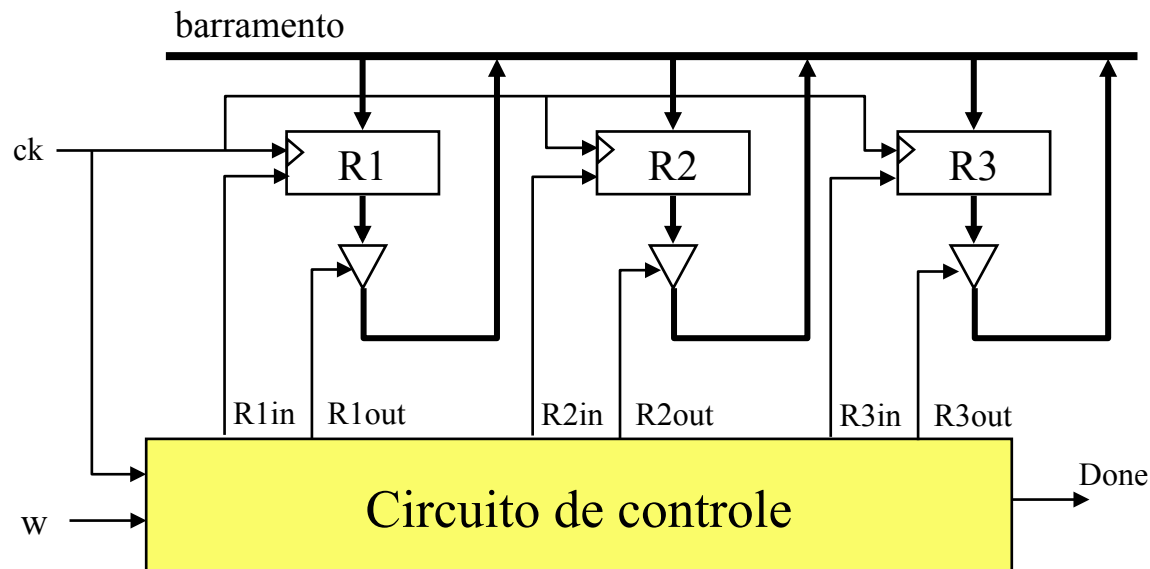 barramento
ck
R1
R2
R3
R1in
R1out
R2in
R2out
R3in
R3out
Done
w
Circuito de controle